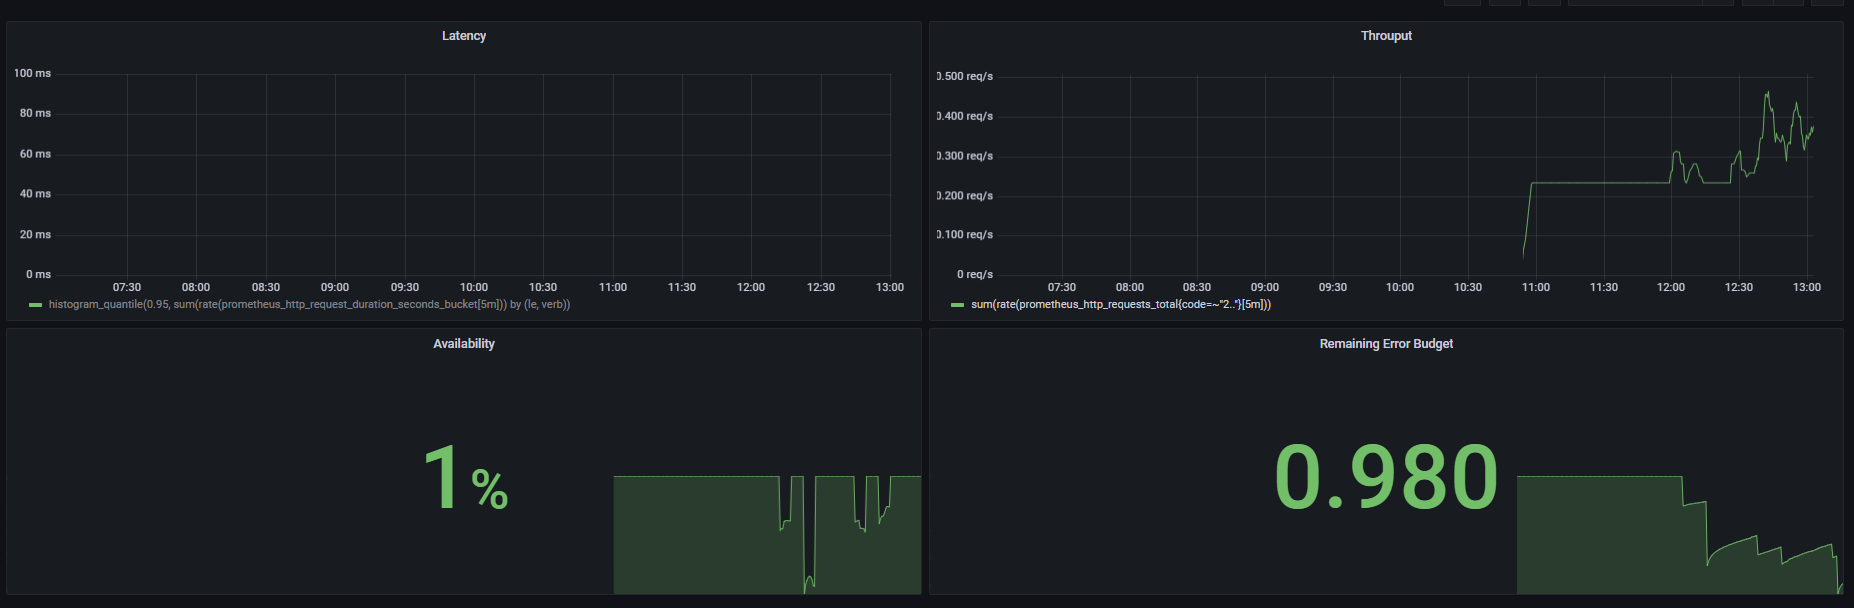 Latency
100 ms
80 ms
60 ms
40 ms
20 ms
0 ms
07:30 08:00 08:30 09:00 09:30 10:00 10:30 11:00 11:30 12:00 12:30 13:00
histogram_quantile(0.95, sum(rate(prometheus_http_request_duration_seconds_bucket[5m])) by (le, verb))
Throuput
0.500 req/s
0.400 req/s
0.300 req/s
0.200 req/s
0.100 req/s
0 req/s
07:30 08:00 08:30 09:00 09:30 10:00 10:30 11:00 11:30 12:00 12:30 13:00
sum(rate(prometheus_http_requests_total{code=~"2.."}[5m]))
Availability
1%
Remaining Error Budget
0.980